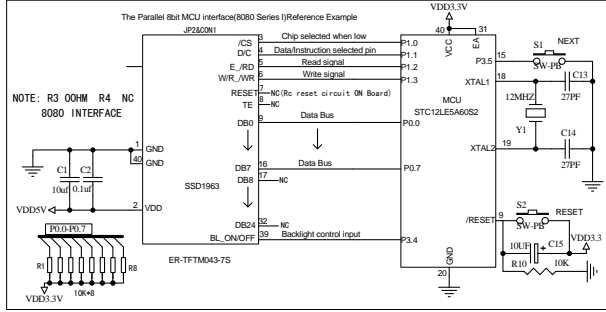 The Parallel 8bit MCU interface(8080 Series I)Reference Example
VDD3.3V
JP2&CON1
40 31
VCC
EA
3 Chip selected when low
/CS P1.0
4 Data/Instruction selected pin
D/C P1.1
5 Read signal
E_/RD P1.2
6 Write signal
W/R_/WR P1.3
7
RESET NC(Rc reset circuit ON Board)
8
TE NC
9 Data Bus
DB0 P0.0
16 Data Bus
DB7 P0.7
17
DB8 NC
32
DB24 NC
39 Backlight control input
BL_ON/OFF P3.4
NOTE: R3 0OHM R4 NC
8080 INTERFACE
1 GND
40 GND
C1 C2
10uf 0.1uf
VDD5V
2 VDD
SSD1963
ER-TFTM043-7S
P0.0-P0.7
R1 R8
10K*8
VDD3.3V
MCU
STC12LE5A60S2
S1 NEXT
P3.5 15
SW-PB
XTAL1 18
C13
12MHZ 27PF
Y1
C14
XTAL2 19
27PF
S2
/RESET 9 RESET
SW-PB
VDD3.3
10UF + C15
R10 10K
GND
20